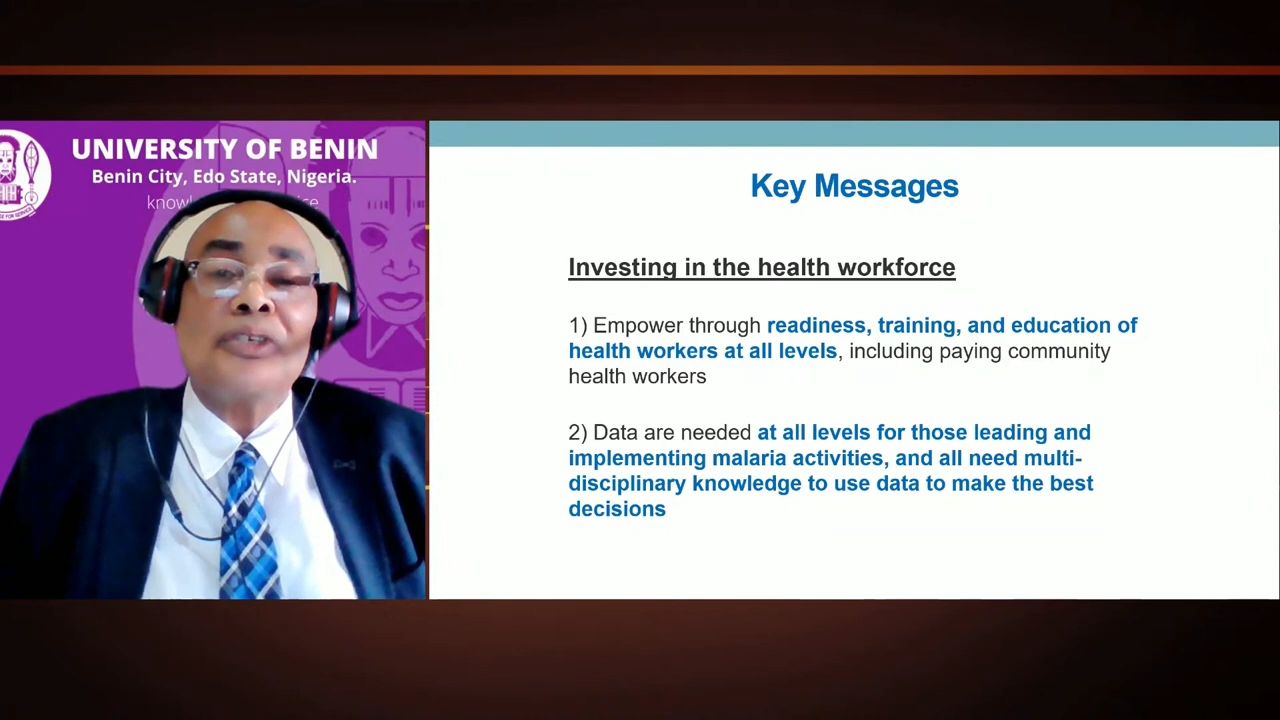 UNIVERSITY OF BENIN
Benin City, Edo State, Nigeria.
Key Messages
Investing in the health workforce
1) Empower through readiness, training, and education of
health workers at all levels, including paying community
health workers
2) Data are needed at all levels for those leading and
implementing malaria activities, and all need multi-
disciplinary knowledge to use data to make the best
decisions